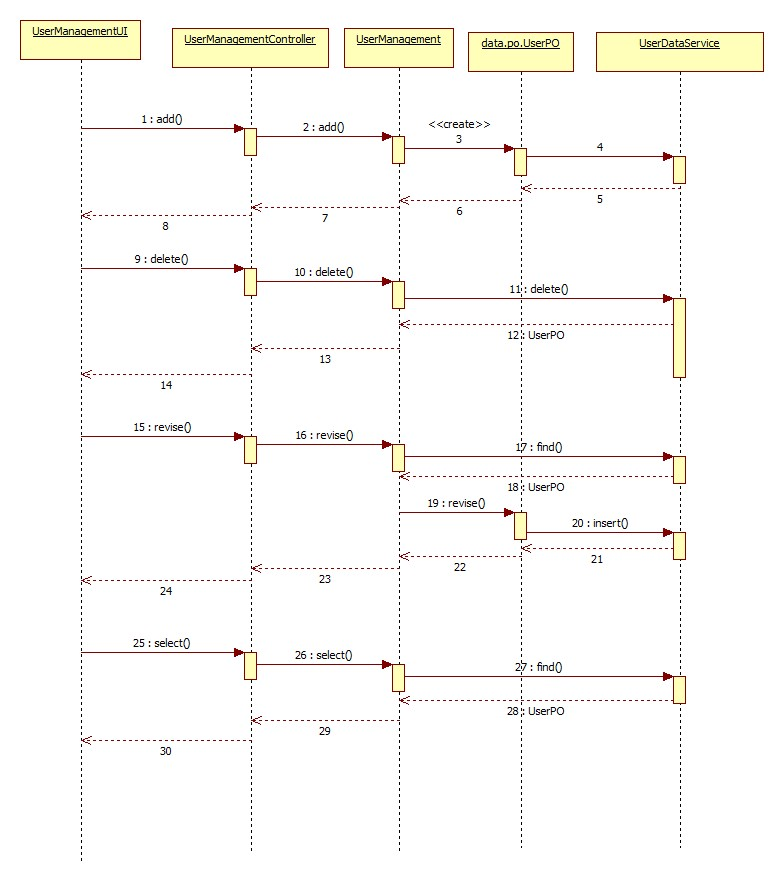 UserManagementUI
UserManagementController
UserManagement
data.po.UserPO
UserDataService
1 : add()
2 : add()
<<create>>
3
4
5
6
7
8
9 : delete()
10 : delete()
11 : delete()
12 : UserPO
13
14
15 : revise()
16 : revise()
17 : find()
18 : UserPO
19 : revise()
20 : insert()
21
22
23
24
25 : select()
26 : select()
27 : find()
28 : UserPO
29
30